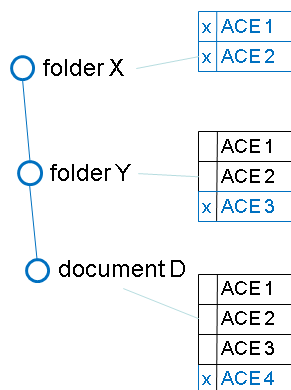 x ACE 1
x ACE 2
folder X
ACE 1
folder Y
ACE 2
x ACE 3
document D
ACE 1
ACE 2
ACE 3
x ACE 4